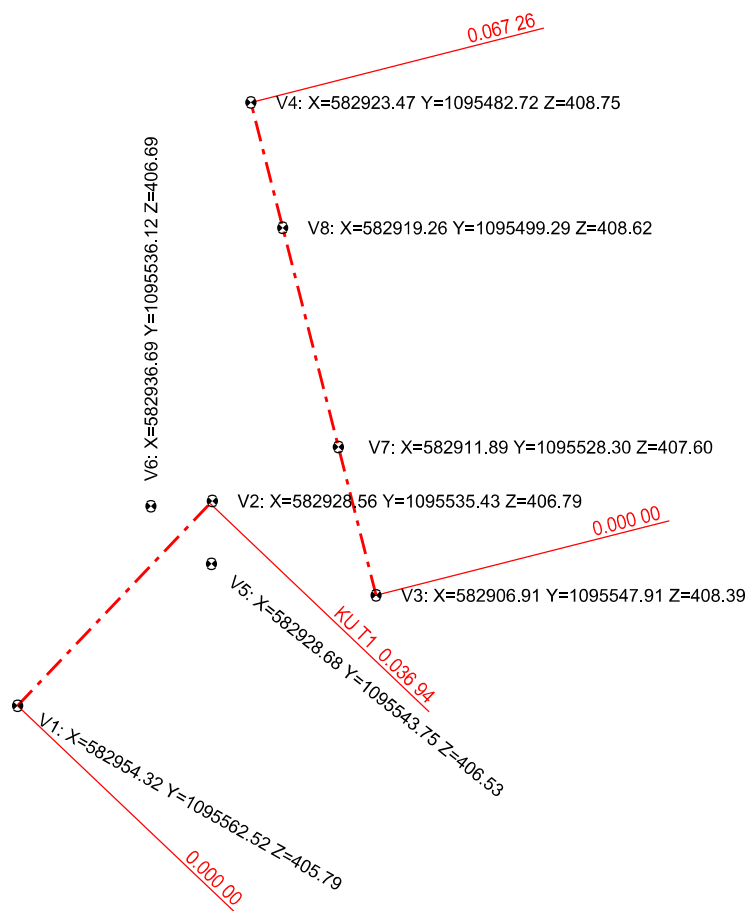 0.067 26
V4: X=582923.47 Y=1095482.72 Z=408.75
V6: X=582936.69 Y=1095536.12 Z=406.69
V8: X=582919.26 Y=1095499.29 Z=408.62
V7: X=582911.89 Y=1095528.30 Z=407.60
V2: X=582928.56 Y=1095535.43 Z=406.79
0.000 00
V3: X=582906.91 Y=1095547.91 Z=408.39
KU T1 0.036 94
V5: X=582928.68 Y=1095543.75 Z=406.53
V1: X=582954.32 Y=1095562.52 Z=405.79
0.000 00